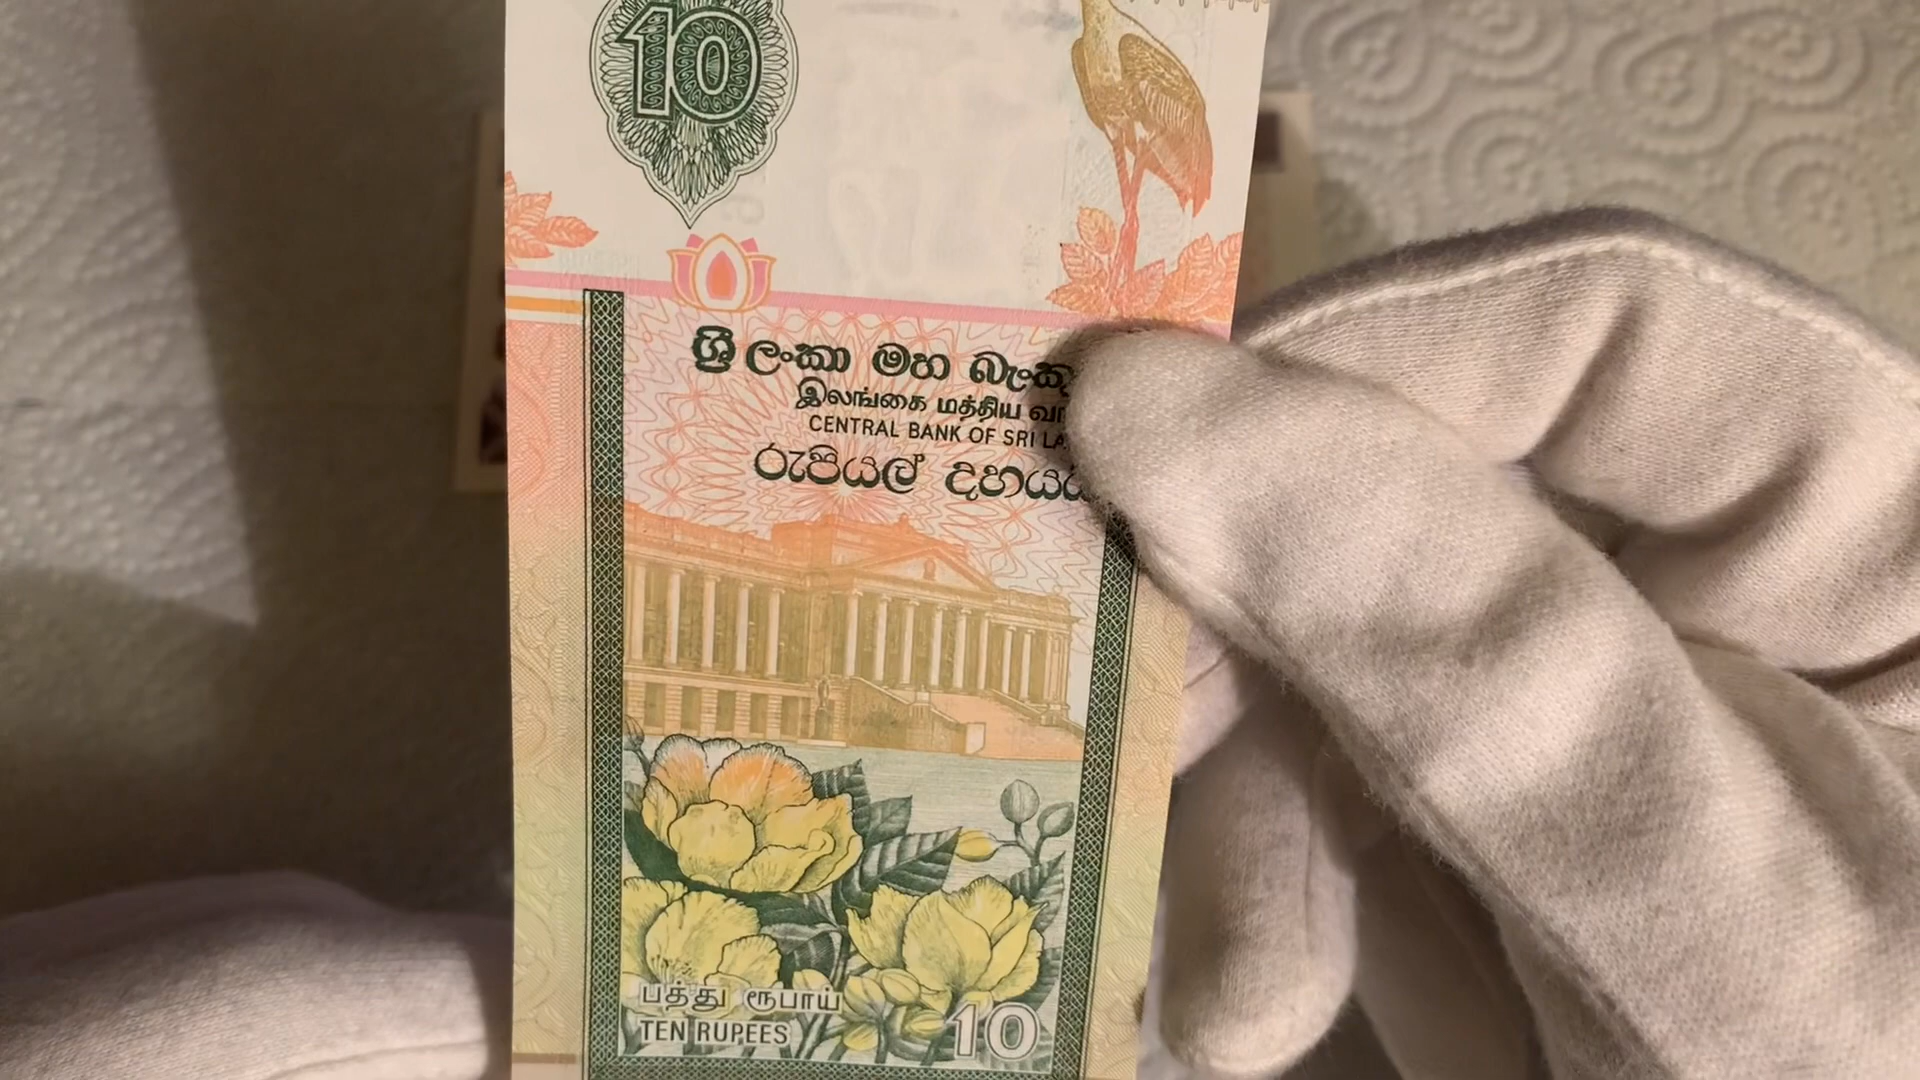 10
ශ්‍රී ලංකා මහ බැංකු
இலங்கை மத்திய
CENTRAL BANK OF SRI
රුපියල්
பத்து ரூபாய்
TEN RUPEES
10